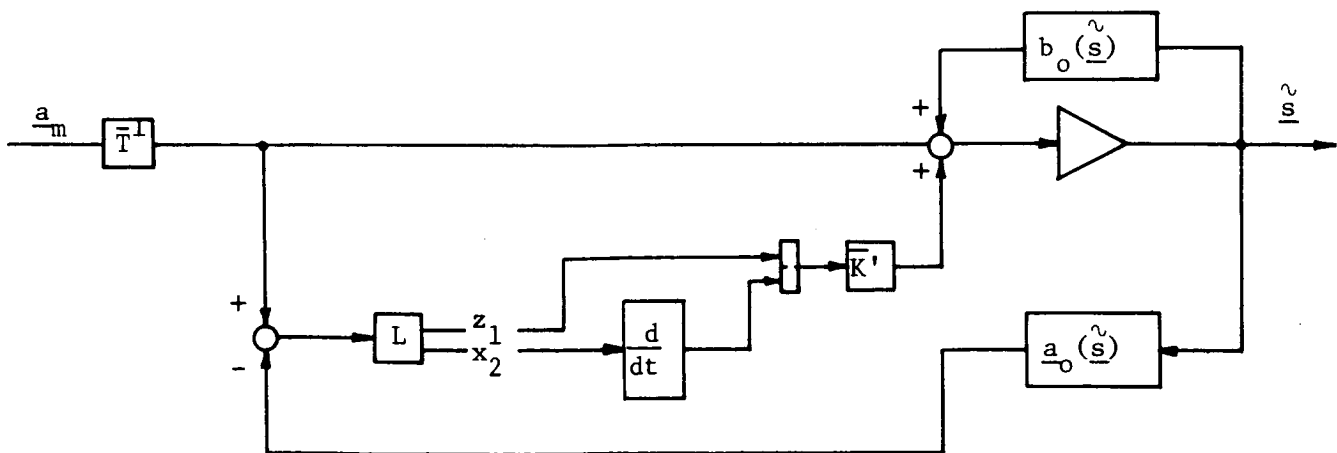 b_o(s̰̃)
+
a_m
T̄^1
s̃
+
+
L
z_1
x_2
d
dt
K̄'
-
a_o(s̃)